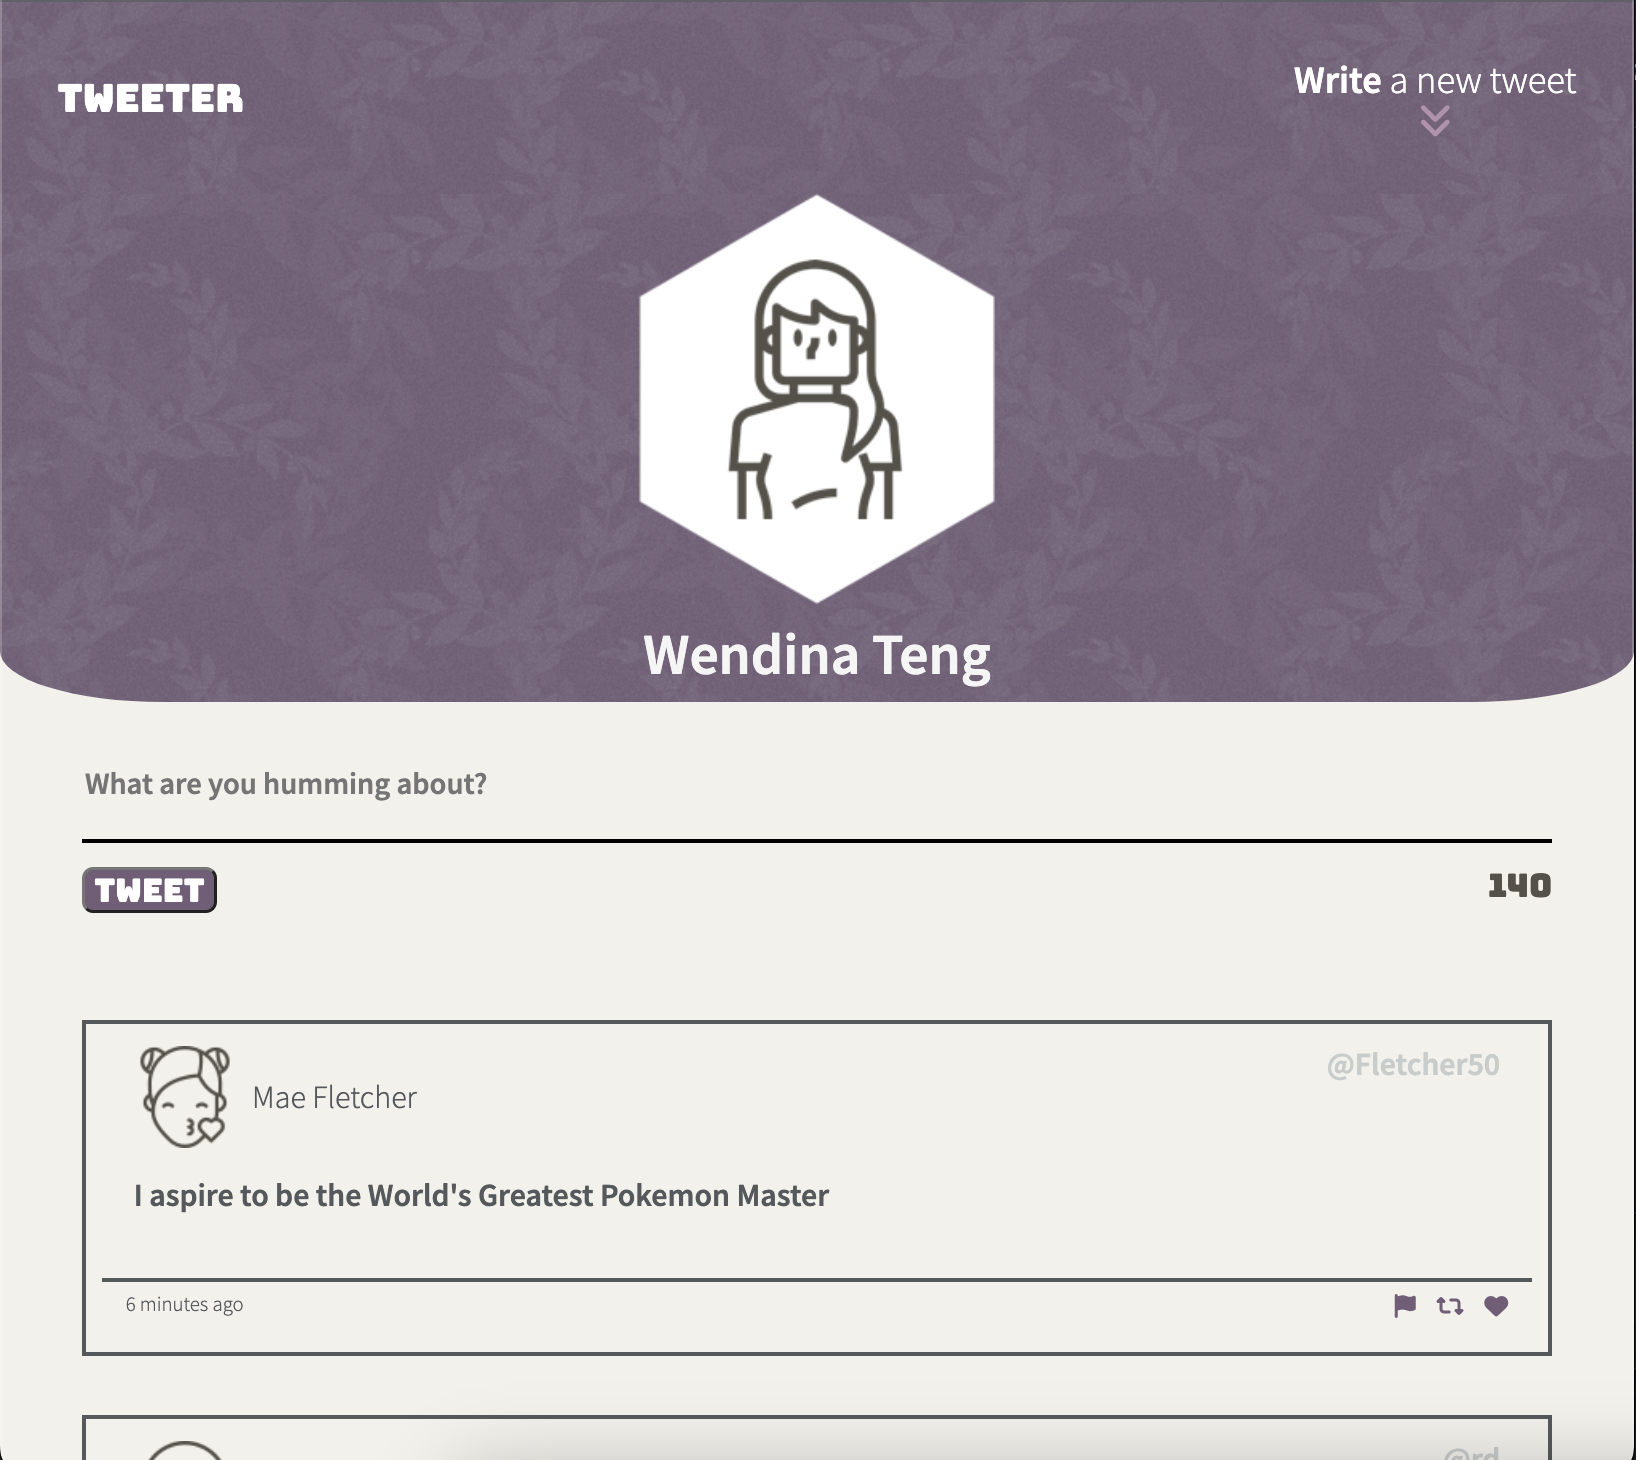 TWEETER
Write a new tweet
Wendina Teng
What are you humming about?
TWEET
140
Mae Fletcher
@Fletcher50
I aspire to be the World's Greatest Pokemon Master
6 minutes ago
@rd